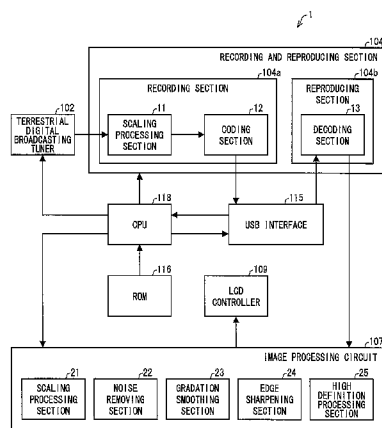 1
104
RECORDING AND REPRODUCING SECTION
104a
RECORDING SECTION
104b
REPRODUCING
SECTION
102
TERRESTRIAL
DIGITAL
BROADCASTING
TUNER
11
SCALING
PROCESSING
SECTION
12
CODING
SECTION
13
DECODING
SECTION
118
CPU
115
USB INTERFACE
116
ROM
109
LCD
CONTROLLER
107
IMAGE PROCESSING CIRCUIT
21
SCALING
PROCESSING
SECTION
22
NOISE
REMOVING
SECTION
23
GRADATION
SMOOTHING
SECTION
24
EDGE
SHARPENING
SECTION
25
HIGH
DEFINITION
PROCESSING
SECTION